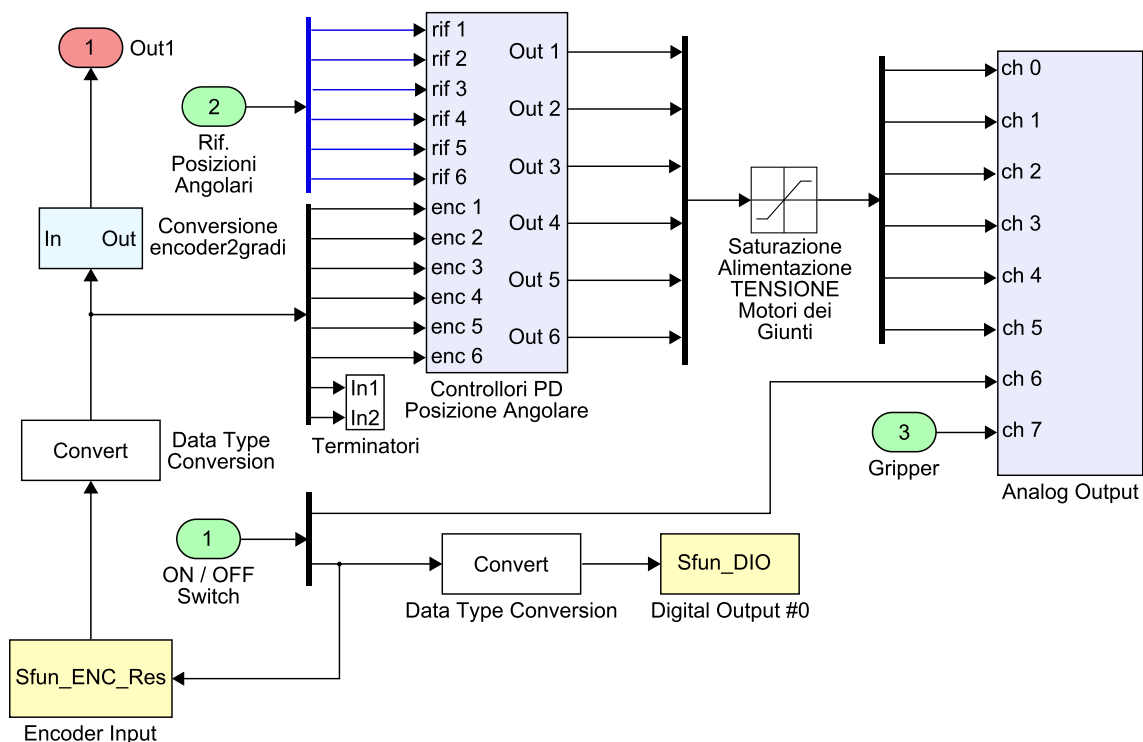 1
Out1
2
Rif.
Posizioni
Angolari
In
Out
Conversione
encoder2gradi
rif 1
rif 2
rif 3
rif 4
rif 5
rif 6
enc 1
enc 2
enc 3
enc 4
enc 5
enc 6
Out 1
Out 2
Out 3
Out 4
Out 5
Out 6
Controllori PD
Posizione Angolare
In1
In2
Terminatori
Saturazione
Alimentazione
TENSIONE
Motori dei
Giunti
ch 0
ch 1
ch 2
ch 3
ch 4
ch 5
ch 6
ch 7
Analog Output
3
Gripper
Convert
Data Type
Conversion
1
ON / OFF
Switch
Convert
Data Type Conversion
Sfun_DIO
Digital Output #0
Sfun_ENC_Res
Encoder Input